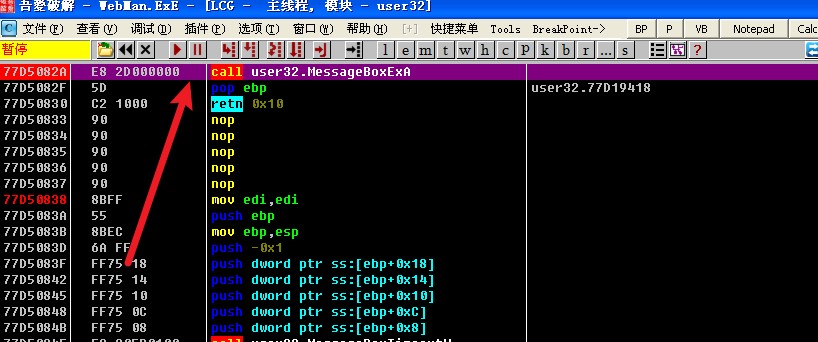 吾爱破解 - WebMan.ExE - [LCG - 主线程, 模块 - user32]
C 文件(F) 查看(V) 调试(D) 插件(P) 选项(T) 窗口(W) 帮助(H) [+] 快捷菜单 Tools BreakPoint-> BP P VB Notepad Calc
暂停 l e m t w h c P k b r ... s ?
77D5082A E8 2D000000 call user32.MessageBoxExA
77D5082F 5D pop ebp user32.77D19418
77D50830 C2 1000 retn 0x10
77D50833 90 nop
77D50834 90 nop
77D50835 90 nop
77D50836 90 nop
77D50837 90 nop
77D50838 8BFF mov edi,edi
77D5083A 55 push ebp
77D5083B 8BEC mov ebp,esp
77D5083D 6A FF push -0x1
77D5083F FF75 18 push dword ptr ss:[ebp+0x18]
77D50842 FF75 14 push dword ptr ss:[ebp+0x14]
77D50845 FF75 10 push dword ptr ss:[ebp+0x10]
77D50848 FF75 0C push dword ptr ss:[ebp+0xC]
77D5084B FF75 08 push dword ptr ss:[ebp+0x8]